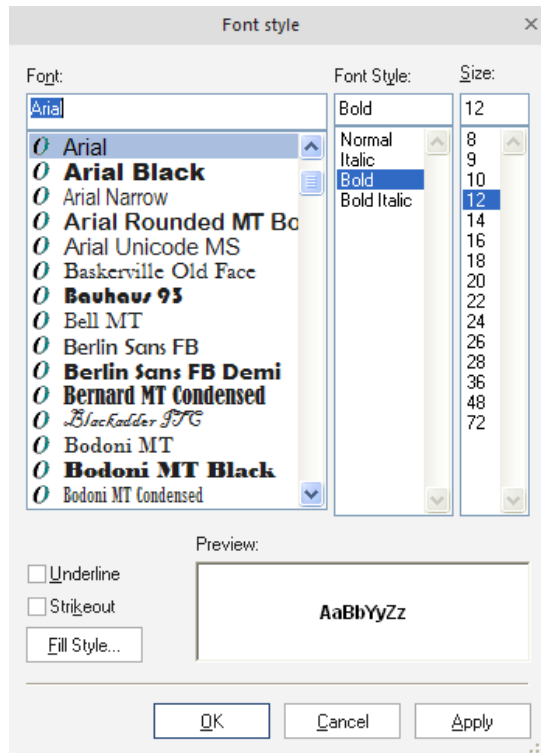 Font style
Font:
Font Style:
Size:
Arial
Bold
12
Arial
Arial Black
Arial Narrow
Arial Rounded MT Bo
Arial Unicode MS
Baskerville Old Face
Bauhaus 93
Bell MT
Berlin Sans FB
Berlin Sans FB Demi
Bernard MT Condensed
Blackadder ITC
Bodoni MT
Bodoni MT Black
Bodoni MT Condensed
Normal
Italic
Bold
Bold Italic
8
9
10
12
14
16
18
20
22
24
26
28
36
48
72
Preview:
Underline
Strikeout
Fill Style...
AaBbYyZz
OK
Cancel
Apply